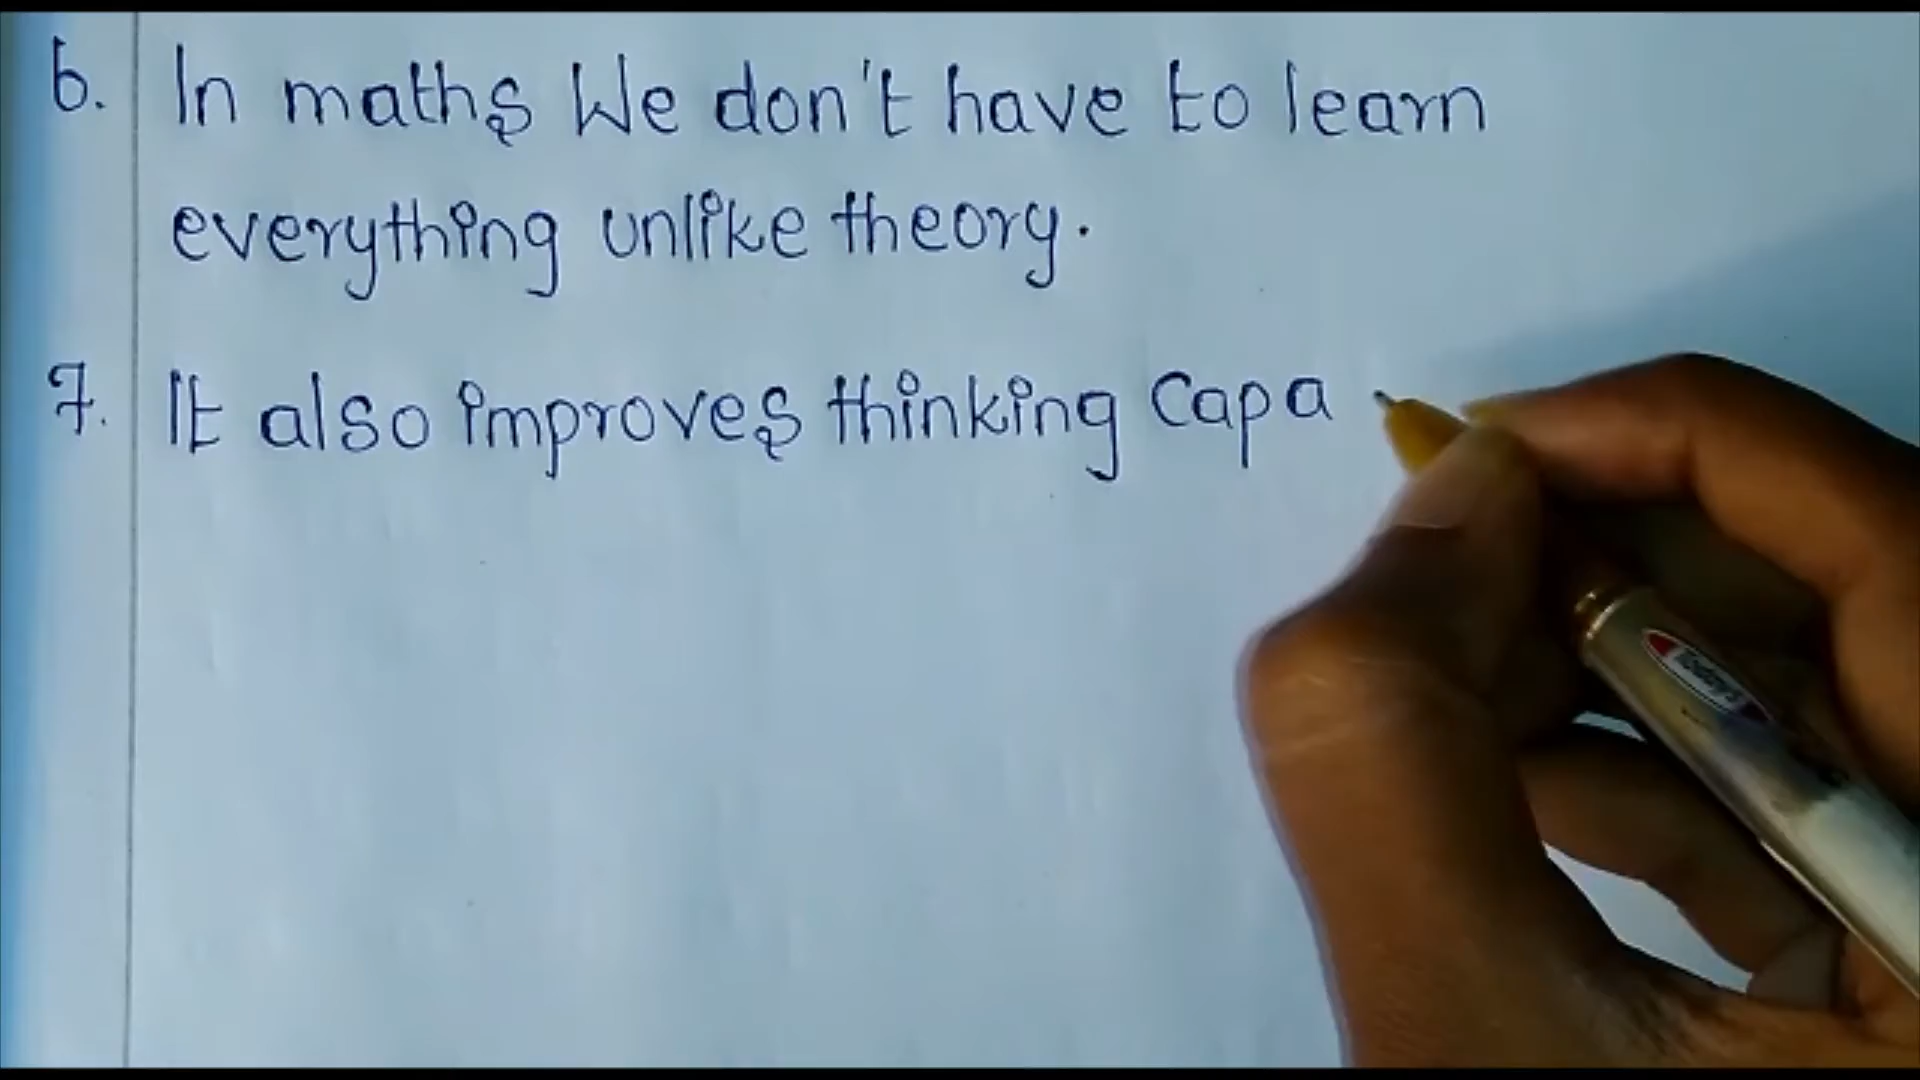 6. In maths We don't have to learn
everything unlike theory.
7. It also improves thinking Capa